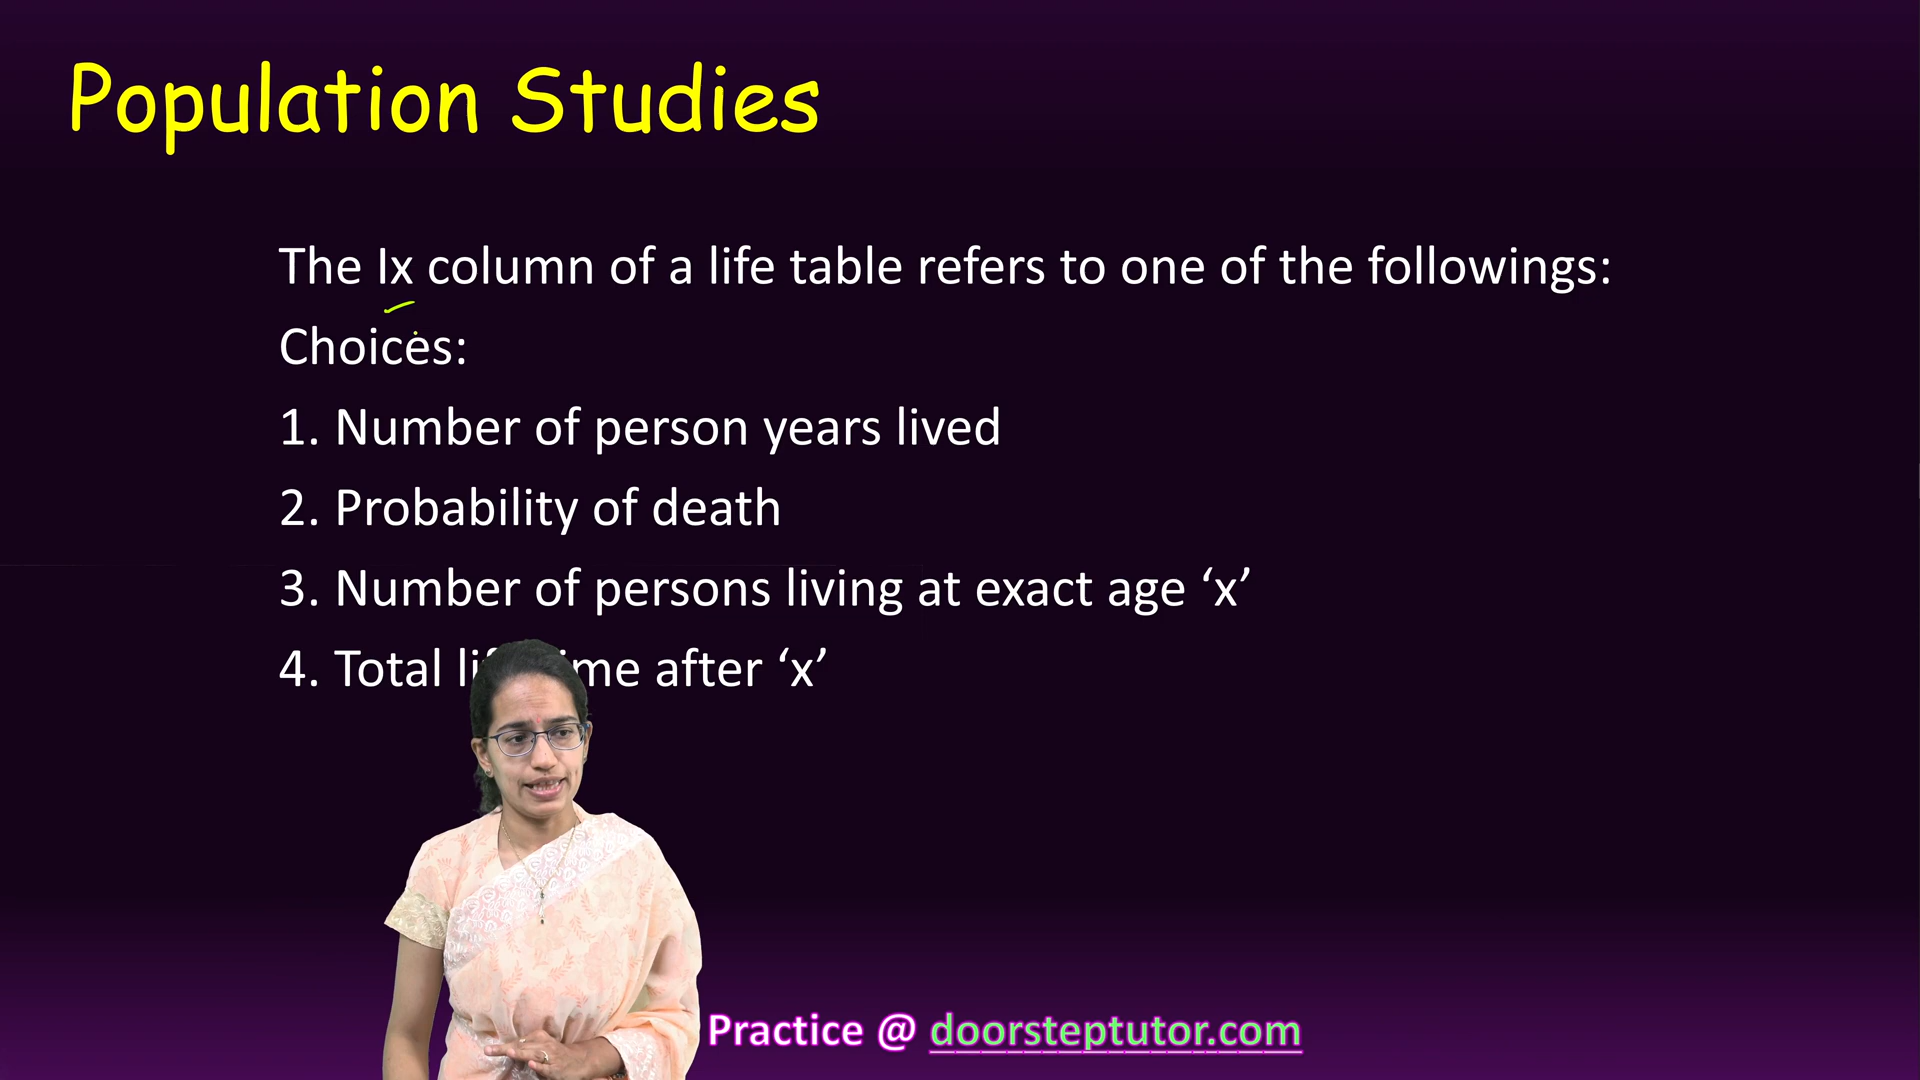 Population Studies
The Ix column of a life table refers to one of the followings:
Choices:
1. Number of person years lived
2. Probability of death
3. Number of persons living at exact age ‘x’
4. Total after ‘x’
Practice @ doorsteptutor.com